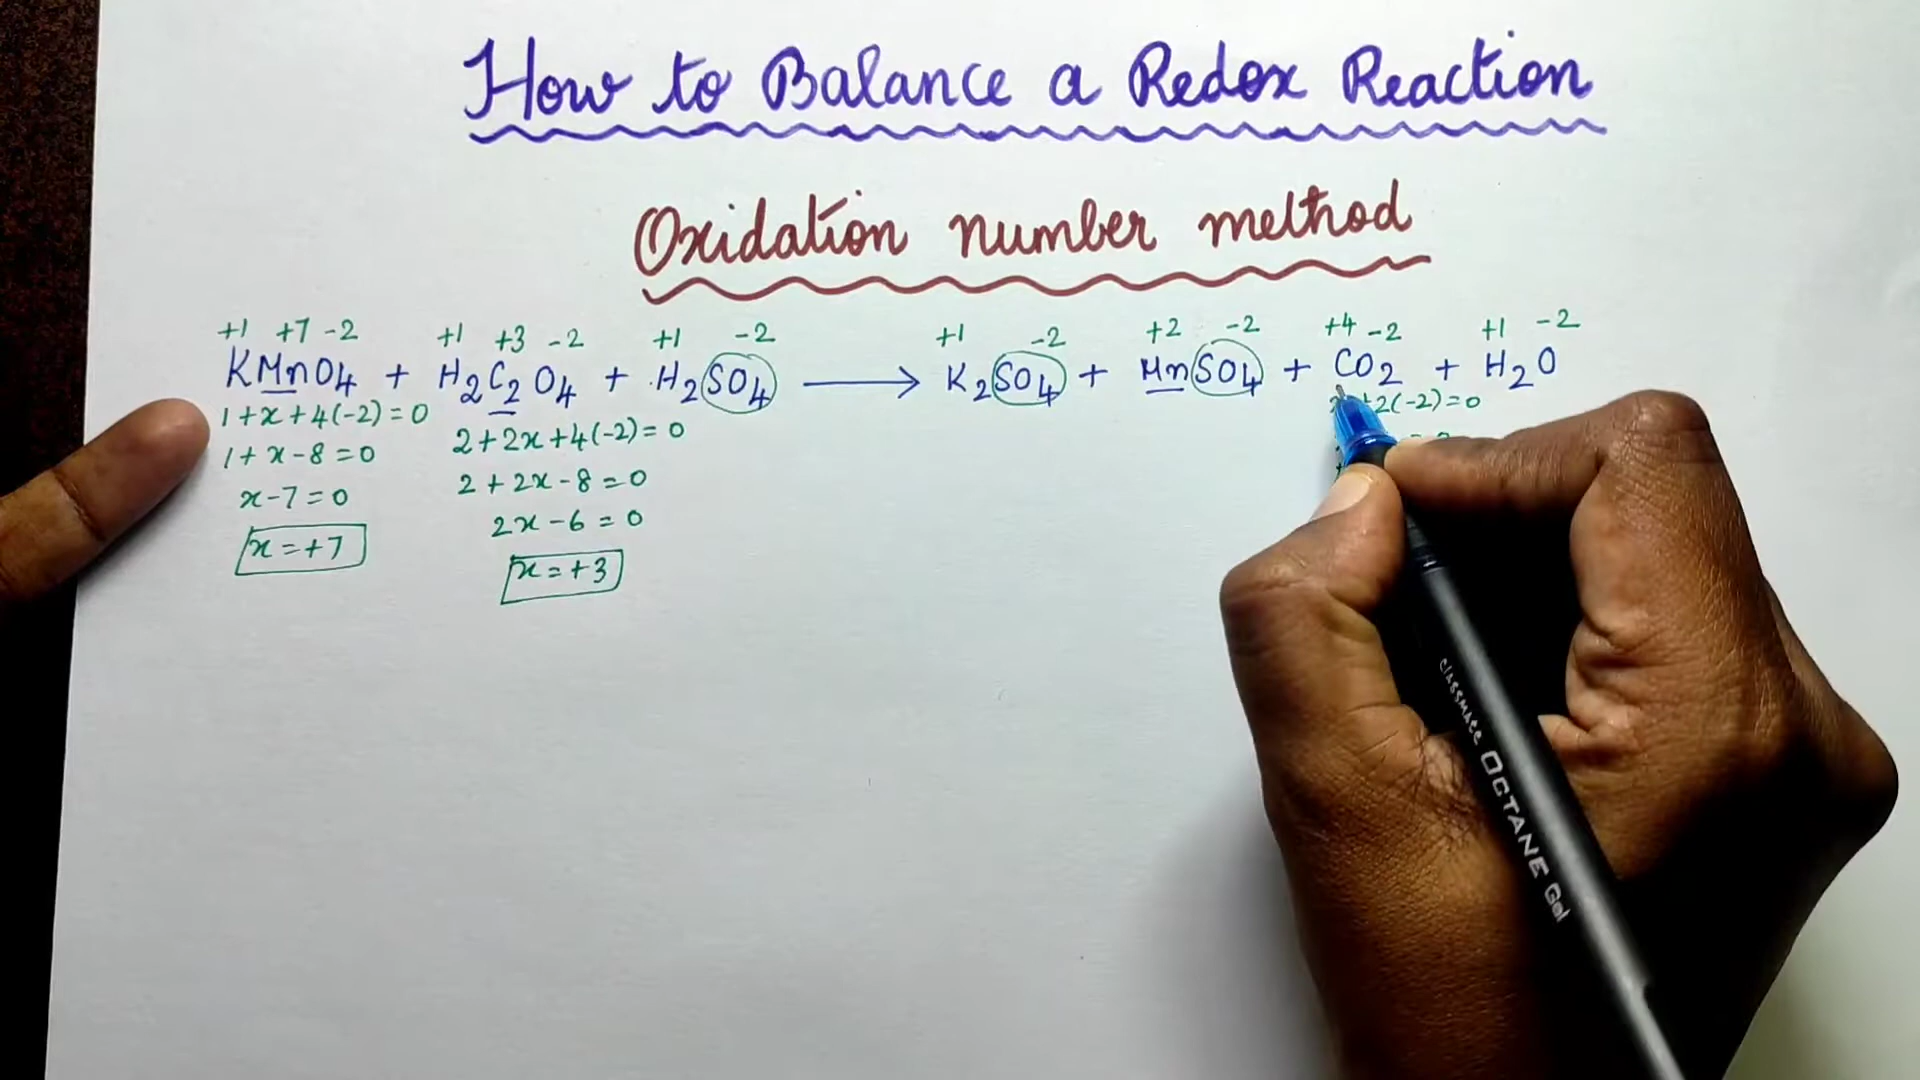 How to Balance a Redox Reaction
Oxidation number method
+1 +7 -2 +1 +3 -2 +1 -2 +1 -2 +2 -2 +4 -2 +1 -2
KMnO4 + H2C2O4 + H2SO4 ⟶ K2SO4 + MnSO4 + CO2 + H2O
1+x+4(-2)=0
1+x-8=0
x-7=0
x=+7
2+2x+4(-2)=0
2+2x-8=0
2x-6=0
x=+3
+2(-2)=0
classmate OCTANE Gel